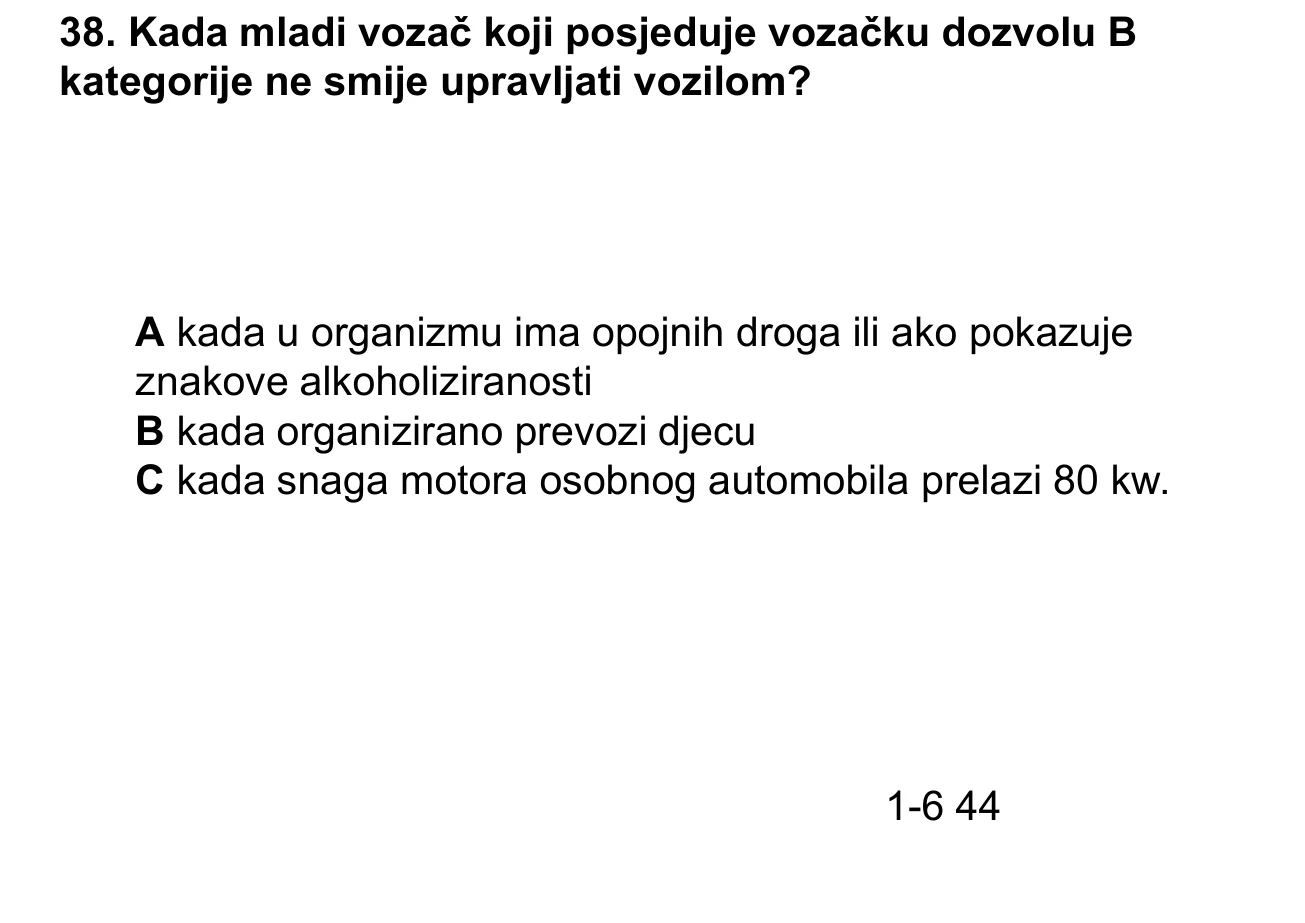 38. Kada mladi vozač koji posjeduje vozačku dozvolu B
kategorije ne smije upravljati vozilom?
A kada u organizmu ima opojnih droga ili ako pokazuje
znakove alkoholiziranosti
B kada organizirano prevozi djecu
C kada snaga motora osobnog automobila prelazi 80 kw.
1-6 44